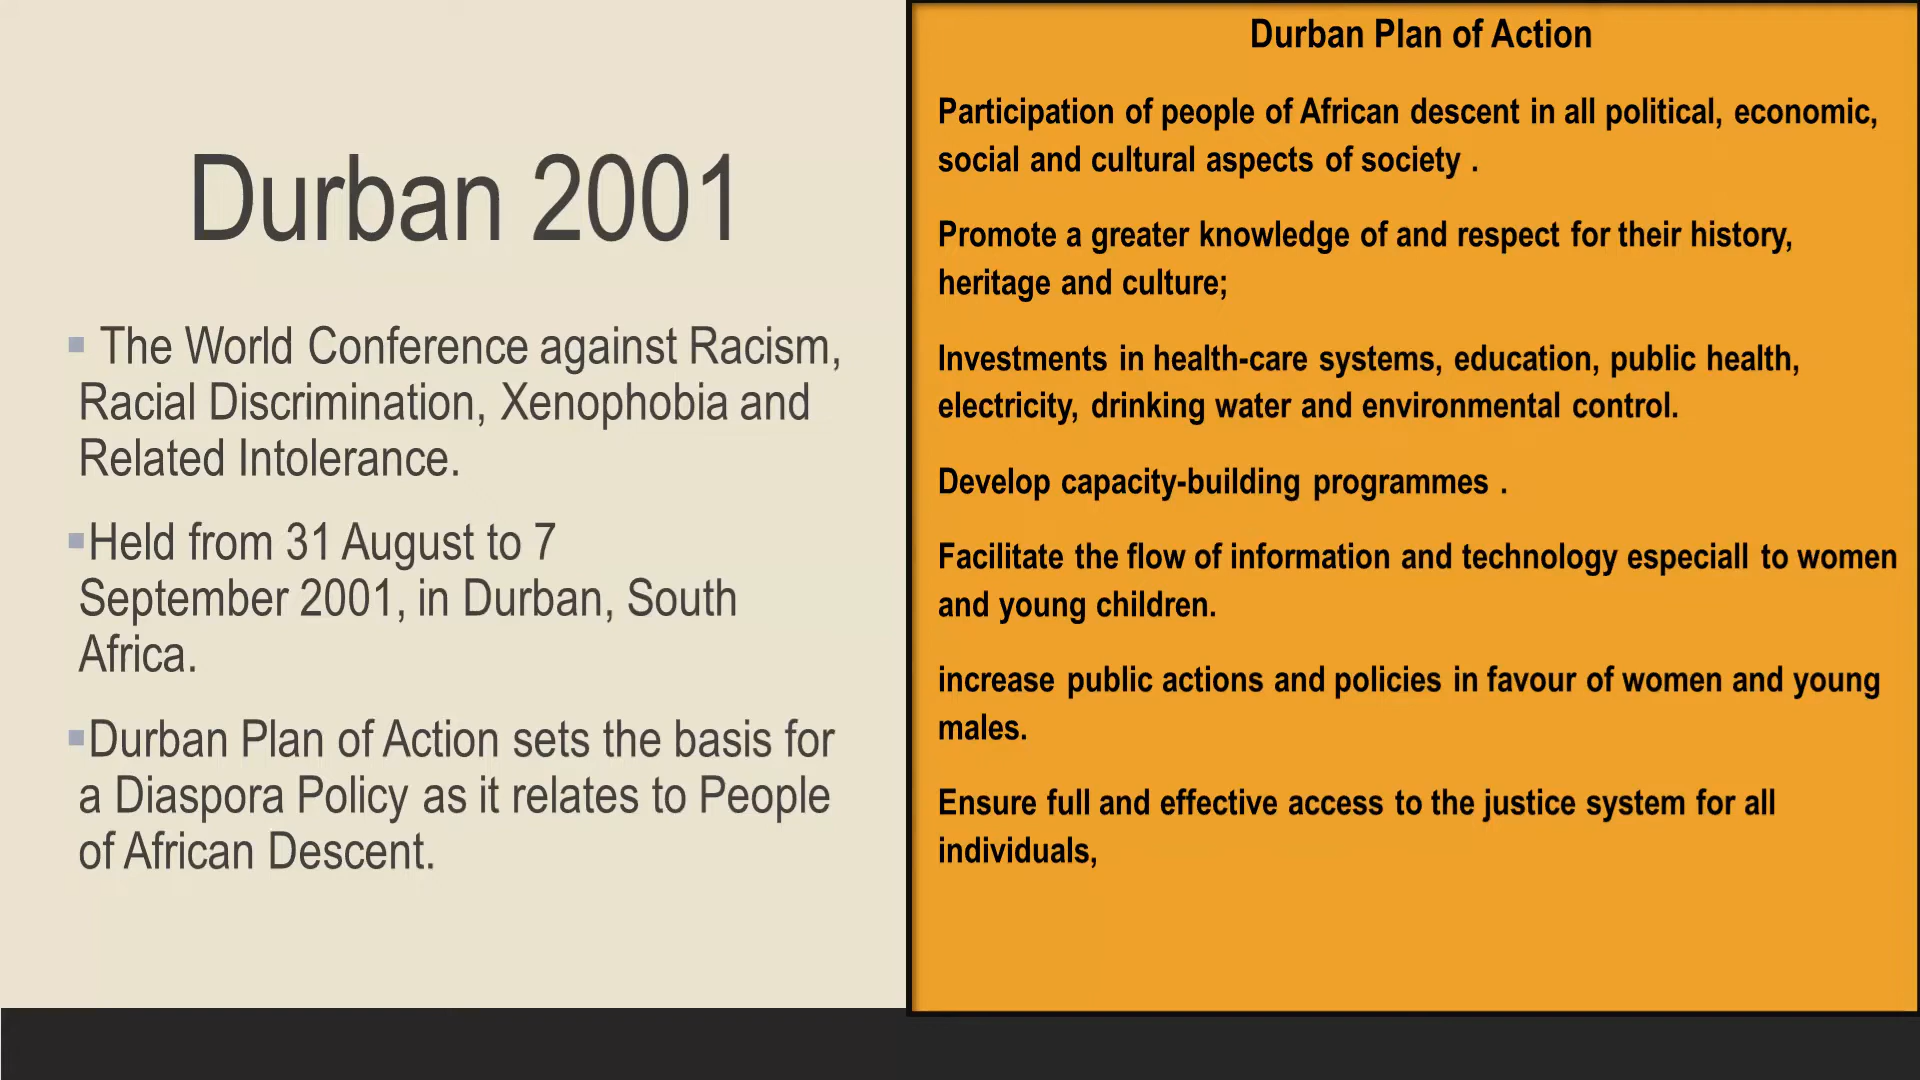 Durban 2001
▪ The World Conference against Racism,
Racial Discrimination, Xenophobia and
Related Intolerance.
▪Held from 31 August to 7
September 2001, in Durban, South
Africa.
▪Durban Plan of Action sets the basis for
a Diaspora Policy as it relates to People
of African Descent.
Durban Plan of Action
Participation of people of African descent in all political, economic,
social and cultural aspects of society .
Promote a greater knowledge of and respect for their history,
heritage and culture;
Investments in health-care systems, education, public health,
electricity, drinking water and environmental control.
Develop capacity-building programmes .
Facilitate the flow of information and technology especiall to women
and young children.
increase public actions and policies in favour of women and young
males.
Ensure full and effective access to the justice system for all
individuals,